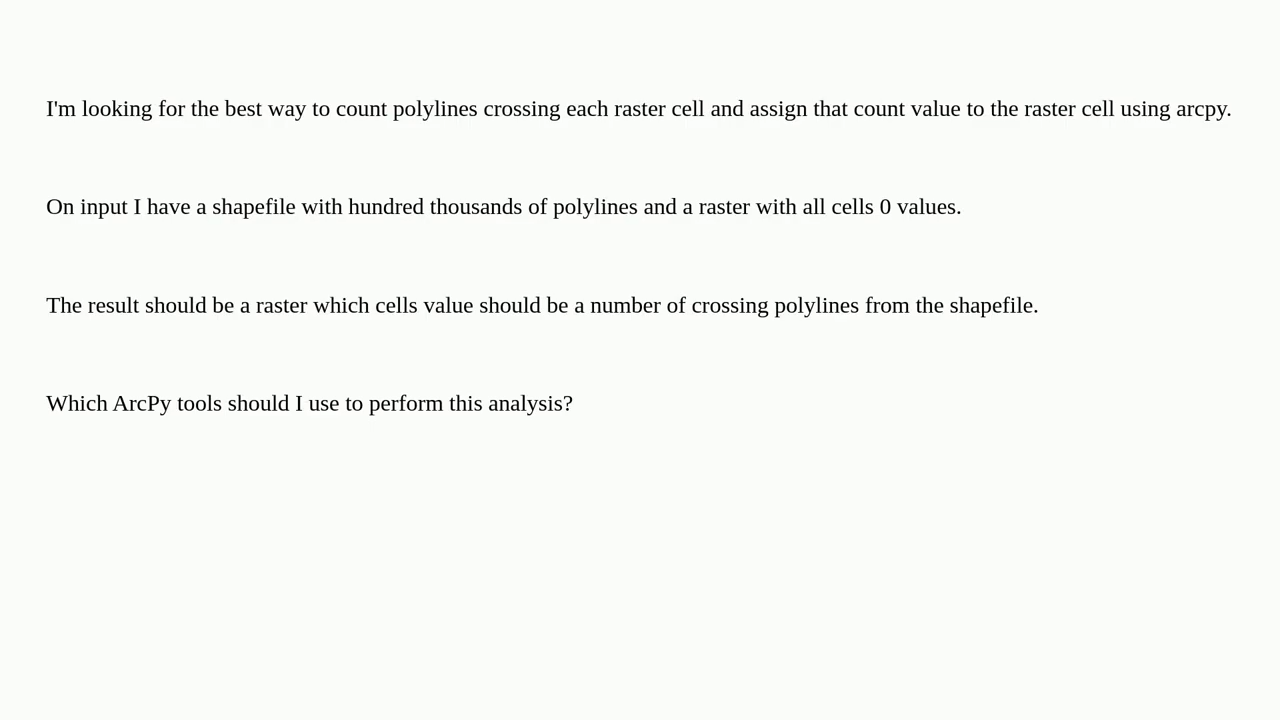 I'm looking for the best way to count polylines crossing each raster cell and assign that count value to the raster cell using arcpy.
On input I have a shapefile with hundred thousands of polylines and a raster with all cells 0 values.
The result should be a raster which cells value should be a number of crossing polylines from the shapefile.
Which ArcPy tools should I use to perform this analysis?